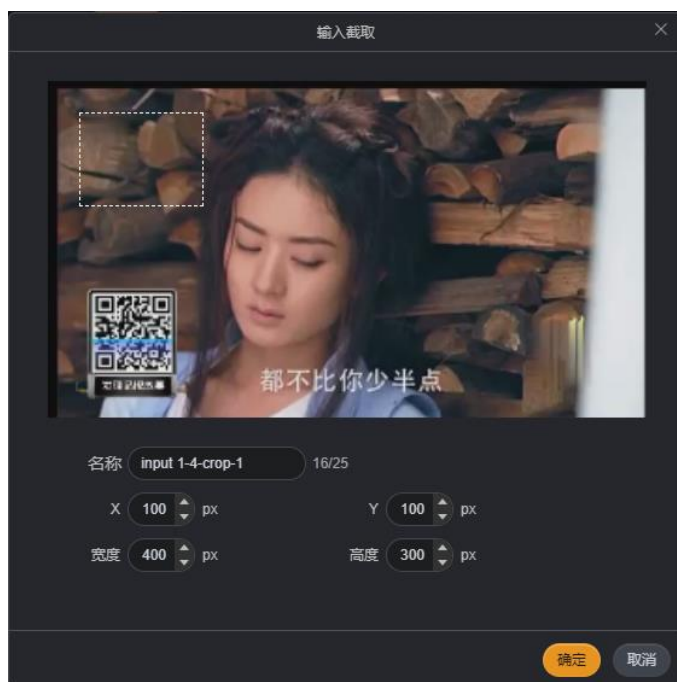 输入截取
都不比你少半点
名称 input 1-4-crop-1 16/25
X 100 px Y 100 px
宽度 400 px 高度 300 px
确定 取消